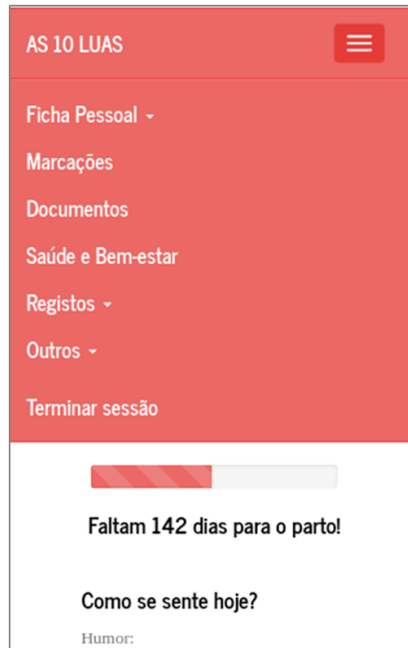 AS 10 LUAS
Ficha Pessoal
Marcações
Documentos
Saúde e Bem-estar
Registos
Outros
Terminar sessão
Faltam 142 dias para o parto!
Como se sente hoje?
Humor: